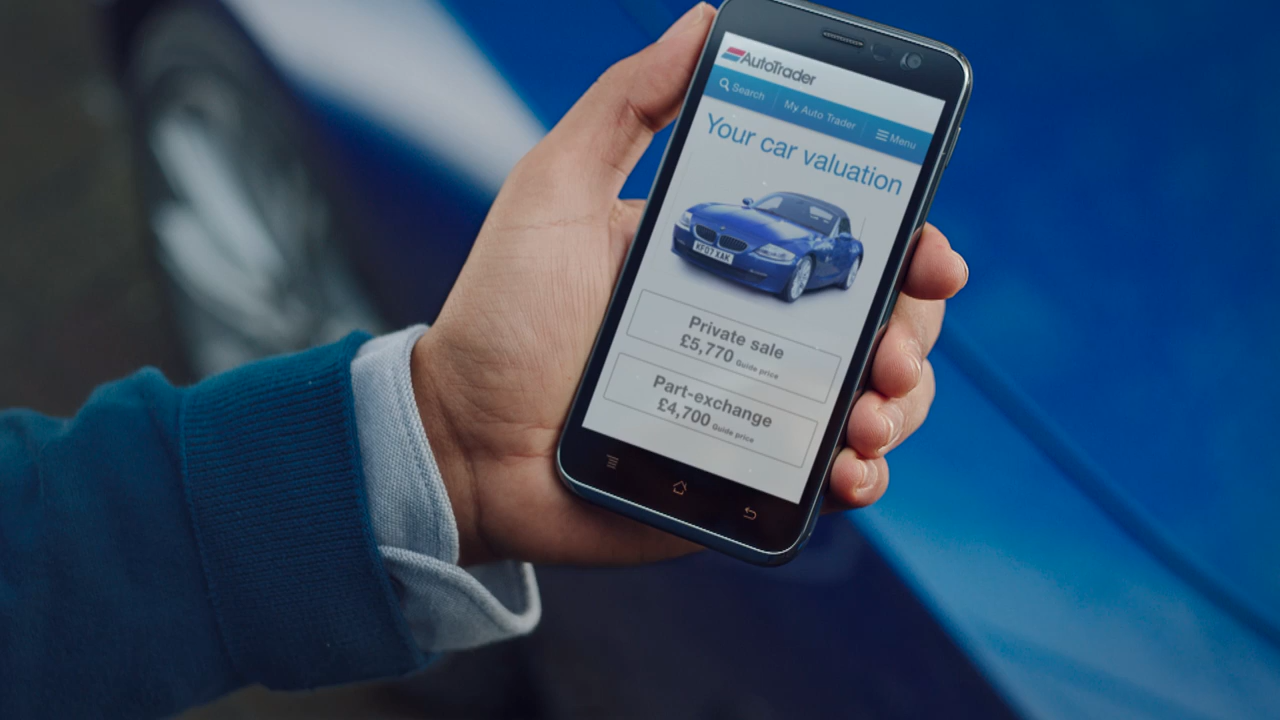 AutoTrader
Search My Auto Trader Menu
Your car valuation
KF07 XAK
Private sale
£5,770 Guide price
Part-exchange
£4,700 Guide price